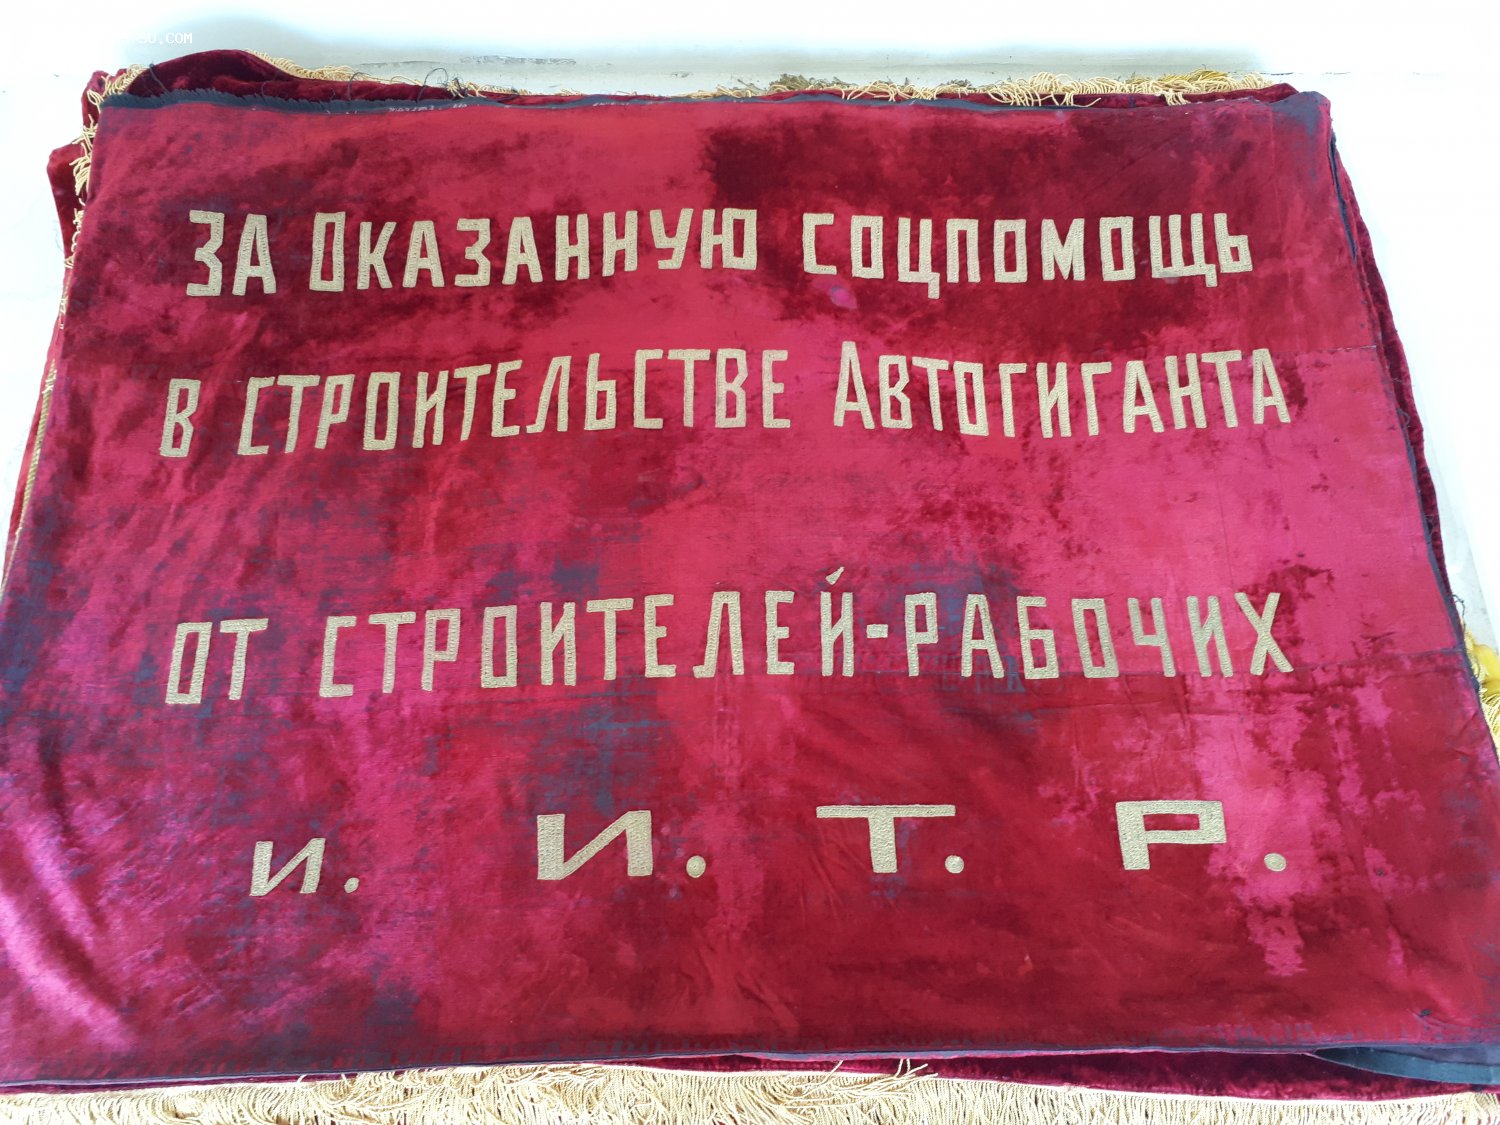 ЗА ОКАЗАННУЮ СОЦПОМОЩЬ
В СТРОИТЕЛЬСТВЕ АВТОГИГАНТА
ОТ СТРОИТЕЛЕЙ-РАБОЧИХ
И. И. Т. Р.